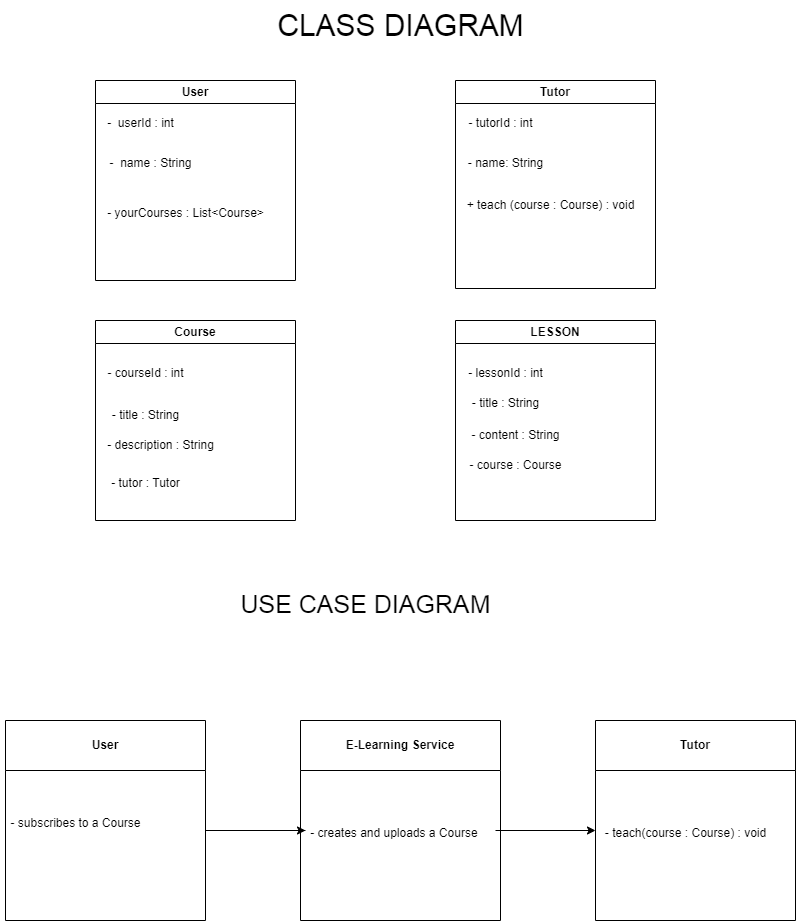 CLASS DIAGRAM
User
- userId : int
- name : String
- yourCourses : List<Course>
Tutor
- tutorId : int
- name: String
+ teach (course : Course) : void
Course
- courseId : int
- title : String
- description : String
- tutor : Tutor
LESSON
- lessonId : int
- title : String
- content : String
- course : Course
USE CASE DIAGRAM
User
- subscribes to a Course
E-Learning Service
- creates and uploads a Course
Tutor
- teach(course : Course) : void